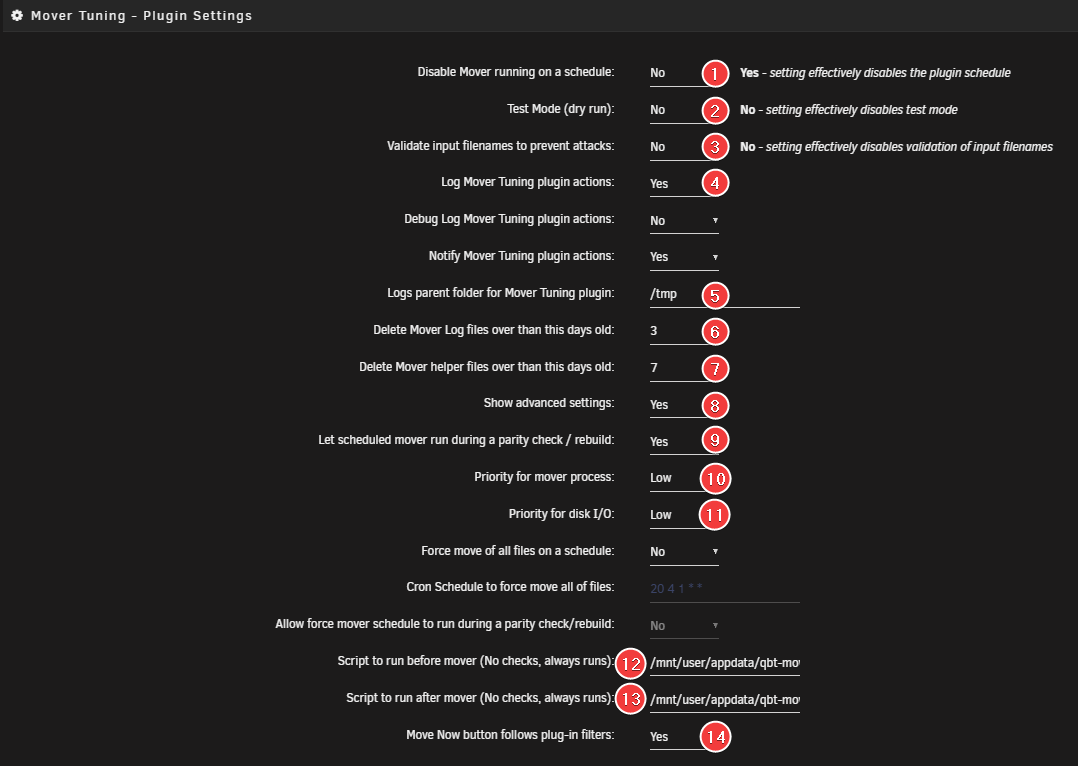 Mover Tuning - Plugin Settings
Disable Mover running on a schedule: No 1 Yes - setting effectively disables the plugin schedule
Test Mode (dry run): No 2 No - setting effectively disables test mode
Validate input filenames to prevent attacks: No 3 No - setting effectively disables validation of input filenames
Log Mover Tuning plugin actions: Yes 4
Debug Log Mover Tuning plugin actions: No
Notify Mover Tuning plugin actions: Yes
Logs parent folder for Mover Tuning plugin: /tmp 5
Delete Mover Log files over than this days old: 3 6
Delete Mover helper files over than this days old: 7 7
Show advanced settings: Yes 8
Let scheduled mover run during a parity check / rebuild: Yes 9
Priority for mover process: Low 10
Priority for disk I/O: Low 11
Force move of all files on a schedule: No
Cron Schedule to force move all of files: 20 4 1 * *
Allow force mover schedule to run during a parity check/rebuild: No
Script to run before mover (No checks, always runs): 12 /mnt/user/appdata/qbt-mov
Script to run after mover (No checks, always runs): 13 /mnt/user/appdata/qbt-mov
Move Now button follows plug-in filters: Yes 14